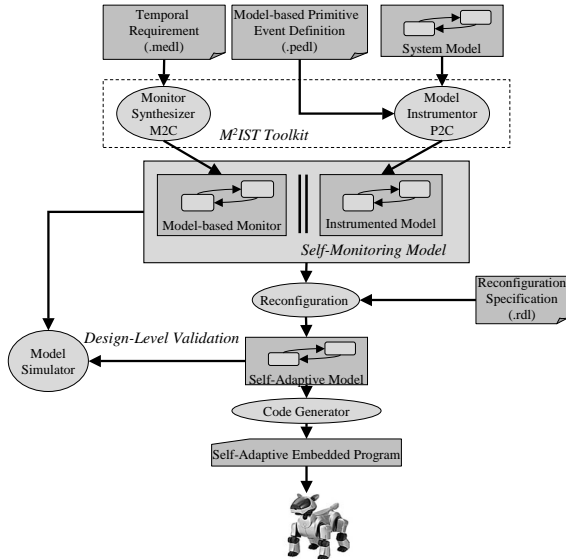 Temporal
Requirement
(.medl)
Model-based Primitive
Event Definition
(.pedl)
System Model
Monitor
Synthesizer
M2C
Model
Instrumentor
P2C
M²IST Toolkit
Model-based Monitor
Instrumented Model
Self-Monitoring Model
Reconfiguration
Reconfiguration
Specification
(.rdl)
Design-Level Validation
Model
Simulator
Self-Adaptive Model
Code Generator
Self-Adaptive Embedded Program